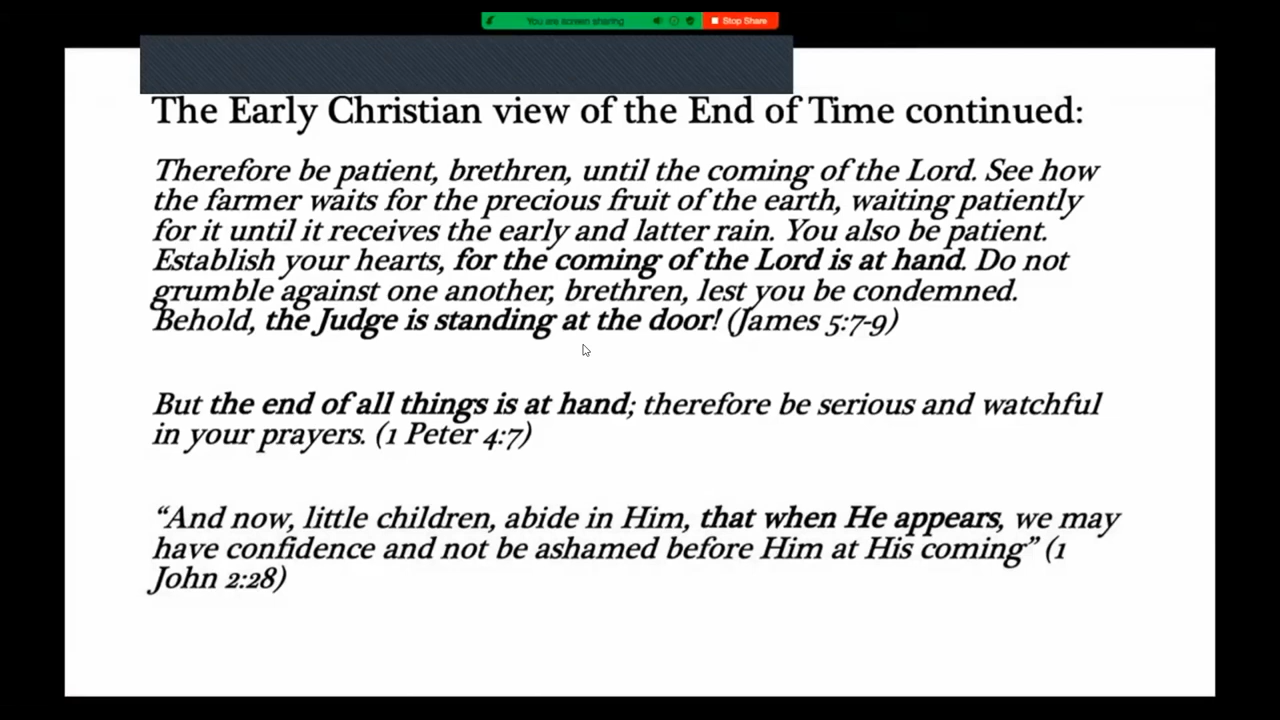 You are screen sharing
Stop Share
The Early Christian view of the End of Time continued:
Therefore be patient, brethren, until the coming of the Lord. See how
the farmer waits for the precious fruit of the earth, waiting patiently
for it until it receives the early and latter rain. You also be patient.
Establish your hearts, for the coming of the Lord is at hand. Do not
grumble against one another, brethren, lest you be condemned.
Behold, the Judge is standing at the door! (James 5:7-9)
But the end of all things is at hand; therefore be serious and watchful
in your prayers. (1 Peter 4:7)
“And now, little children, abide in Him, that when He appears, we may
have confidence and not be ashamed before Him at His coming” (1
John 2:28)